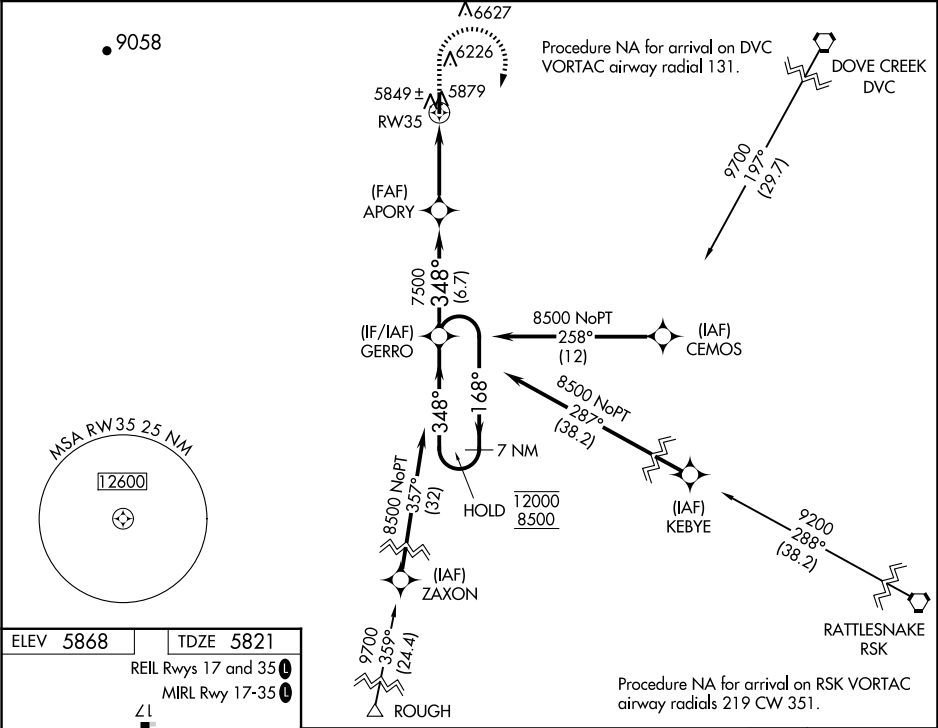 6627
9058
6226
Procedure NA for arrival on DVC
VORTAC airway radial 131.
DOVE CREEK
DVC
5849 ±
5879
RW35
9700
197°
(29.7)
(FAF)
APORY
7500
348°
(6.7)
(IF/IAF)
GERRO
8500 NoPT
258°
(12)
(IAF)
CEMOS
348°
168°
8500 NoPT
287°
(38.2)
7 NM
MSA RW35 25 NM
12600
HOLD
12000
8500
(IAF)
KEBYE
8500 NoPT
357°
(32)
(IAF)
ZAXON
9200
288°
(38.2)
RATTLESNAKE
RSK
9700
359°
(24.4)
ROUGH
Procedure NA for arrival on RSK VORTAC
airway radials 219 CW 351.
ELEV 5868
TDZE 5821
REIL Rwys 17 and 35 L
MIRL Rwy 17-35 L
17